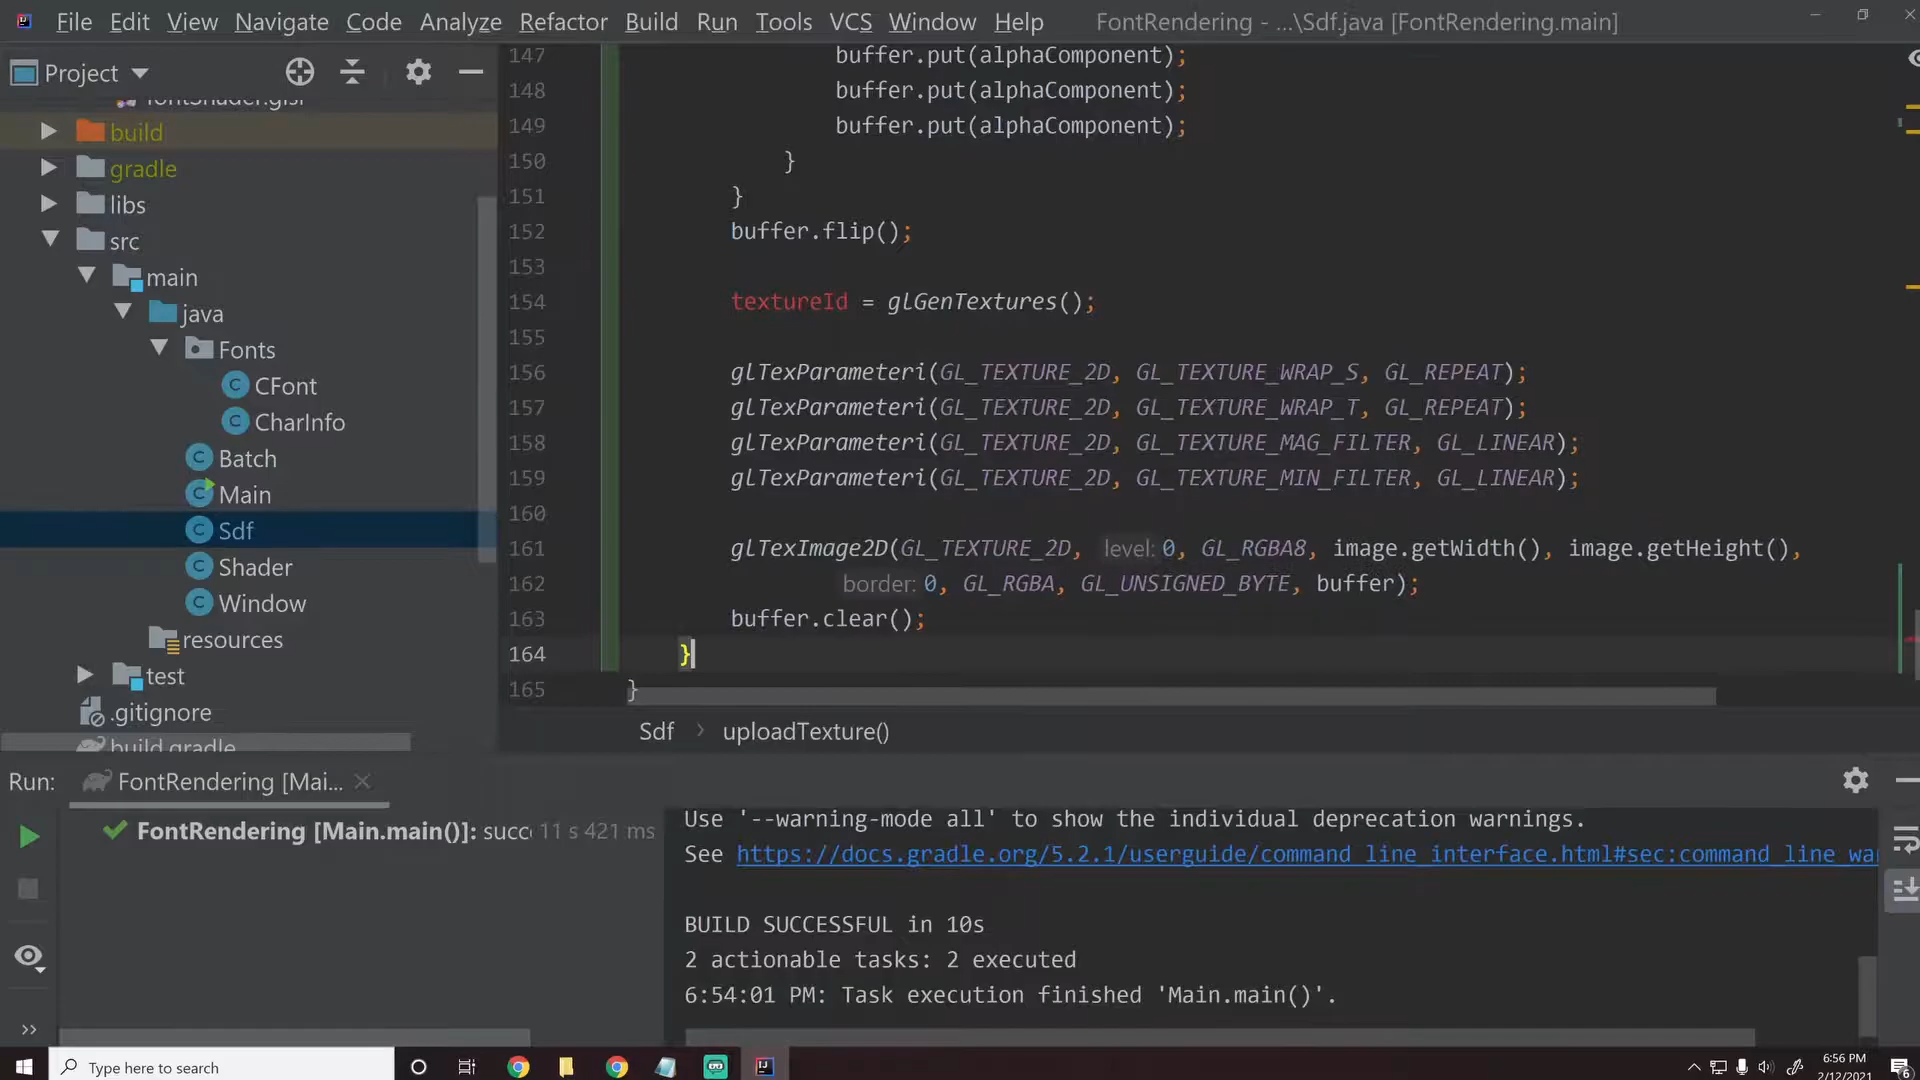 File Edit View Navigate Code Analyze Refactor Build Run Tools VCS Window Help FontRendering - ...\Sdf.java [FontRendering.main]
Project
fontShader.glsl
build
gradle
libs
src
main
java
Fonts
CFont
CharInfo
Batch
Main
Sdf
Shader
Window
resources
test
.gitignore
build.gradle
147 buffer.put(alphaComponent);
148 buffer.put(alphaComponent);
149 buffer.put(alphaComponent);
150 }
151 }
152 buffer.flip();
153
154 textureId = glGenTextures();
155
156 glTexParameteri(GL_TEXTURE_2D, GL_TEXTURE_WRAP_S, GL_REPEAT);
157 glTexParameteri(GL_TEXTURE_2D, GL_TEXTURE_WRAP_T, GL_REPEAT);
158 glTexParameteri(GL_TEXTURE_2D, GL_TEXTURE_MAG_FILTER, GL_LINEAR);
159 glTexParameteri(GL_TEXTURE_2D, GL_TEXTURE_MIN_FILTER, GL_LINEAR);
160
161 glTexImage2D(GL_TEXTURE_2D, level: 0, GL_RGBA8, image.getWidth(), image.getHeight(),
162 border: 0, GL_RGBA, GL_UNSIGNED_BYTE, buffer);
163 buffer.clear();
164 }
165 }
Sdf > uploadTexture()
Run: FontRendering [Mai...
FontRendering [Main.main()]: succ 11 s 421 ms
Use '--warning-mode all' to show the individual deprecation warnings.
See https://docs.gradle.org/5.2.1/userguide/command_line_interface.html#sec:command_line_wa
BUILD SUCCESSFUL in 10s
2 actionable tasks: 2 executed
6:54:01 PM: Task execution finished 'Main.main()'.
Type here to search
6:56 PM
2/12/2021
6